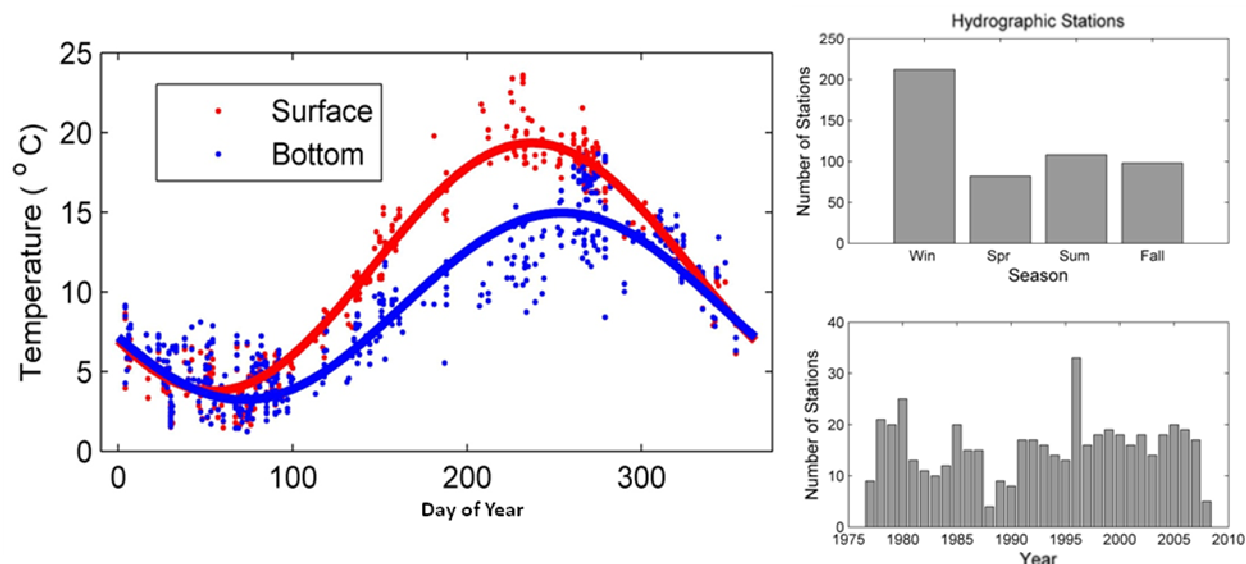 25
20
15
10
5
0
Temperature ( °C)
Surface
Bottom
0 100 200 300
Day of Year
Hydrographic Stations
250
200
150
100
50
0
Number of Stations
Win Spr Sum Fall
Season
40
30
20
10
0
Number of Stations
1975 1980 1985 1990 1995 2000 2005 2010
Year